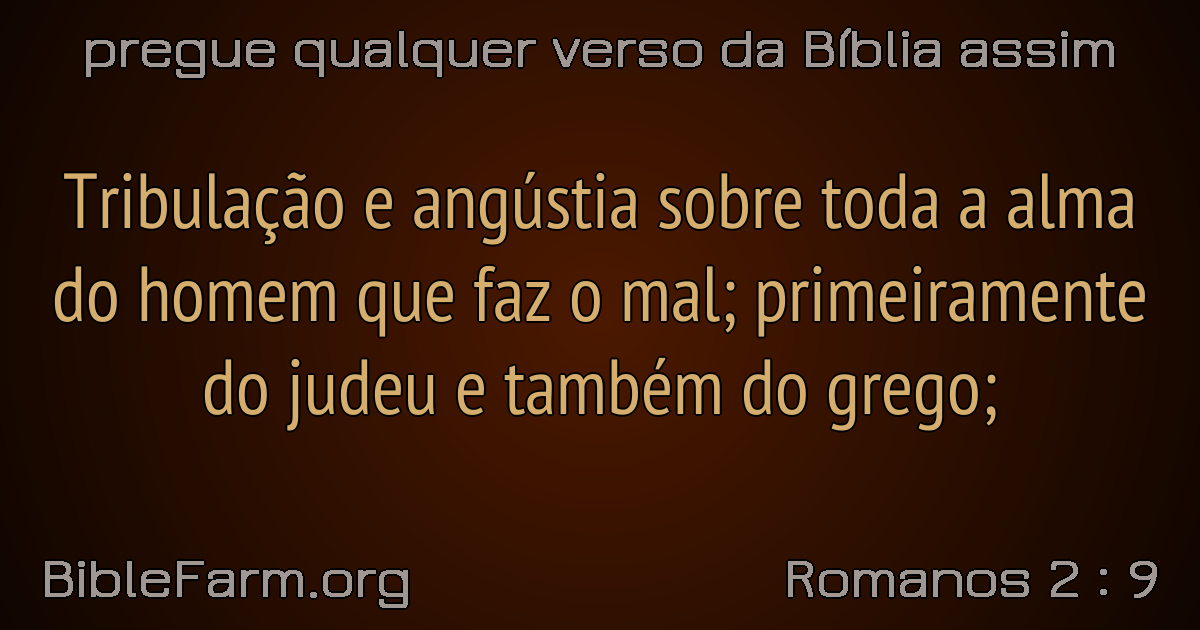 pregue qualquer verso da Bíblia assim
Tribulação e angústia sobre toda a alma
do homem que faz o mal; primeiramente
do judeu e também do grego;
BibleFarm.org
Romanos 2 : 9